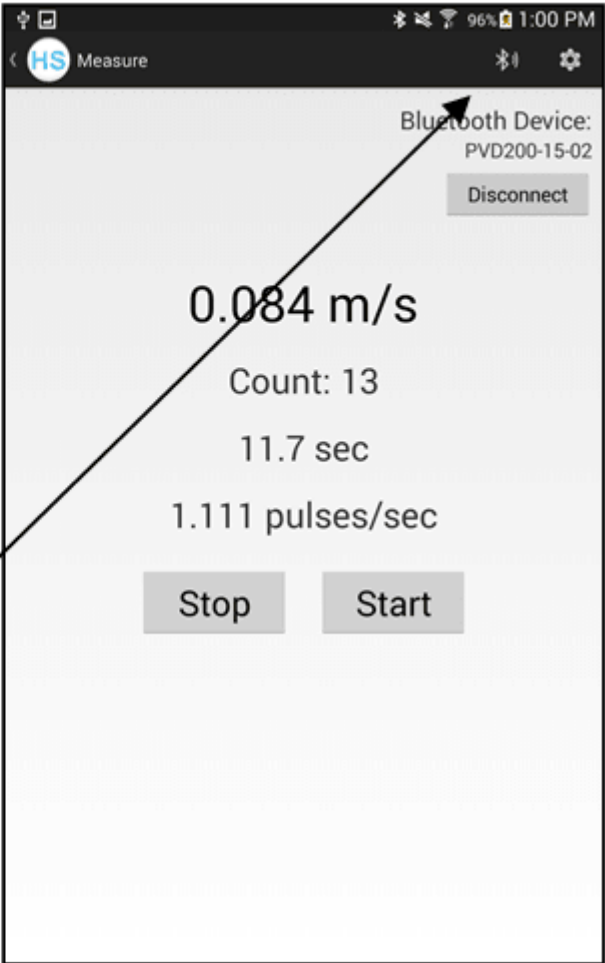 96% 1:00 PM
HS Measure
Bluetooth Device:
PVD200-15-02
Disconnect
0.084 m/s
Count: 13
11.7 sec
1.111 pulses/sec
Stop Start